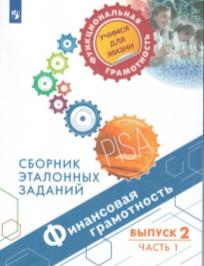 ФУНКЦИОНАЛЬНАЯ
УЧИМСЯ ДЛЯ
ЖИЗНИ
ГРАМОТНОСТЬ
PISA
СБОРНИК
ЭТАЛОННЫХ
ЗАДАНИЙ
Финансовая
грамотность
ВЫПУСК 2
ЧАСТЬ 1